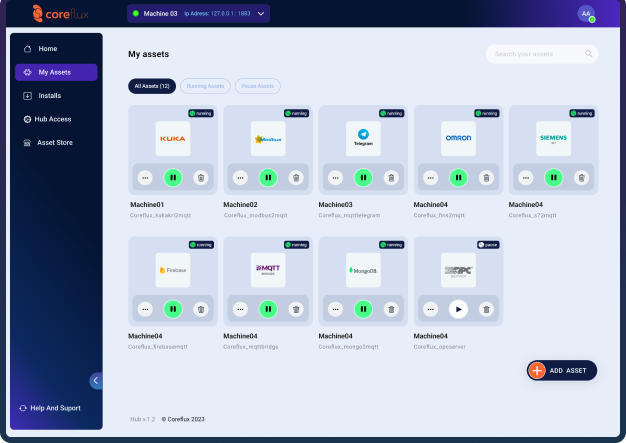 coreflux
Machine 03 Ip Adress: 127.0.0.1 : 1883
AA
Home
My Assets
Installs
Hub Access
Asset Store
Help And Suport
My assets
Search your assets
All Assets (12) Running Assets Pause Assets
running running running running running
KUKA Modbus Telegram OMRON SIEMENS
Machine01 Machine02 Machine03 Machine04 Machine04
Coreflux_kukakrl2mqtt Coreflux_modbus2mqtt Coreflux_mqtttelegram Coreflux_fins2mqtt Coreflux_s72mqtt
running running running pause
Firebase MQTT MongoDB. OPC
BRIDGE
Machine04 Machine04 Machine04 Machine04
Coreflux_firebasemqtt Coreflux_mqttbridge Coreflux_mongo2mqtt Coreflux_opcserver
ADD ASSET
Hub v.1.2 © Coreflux 2023